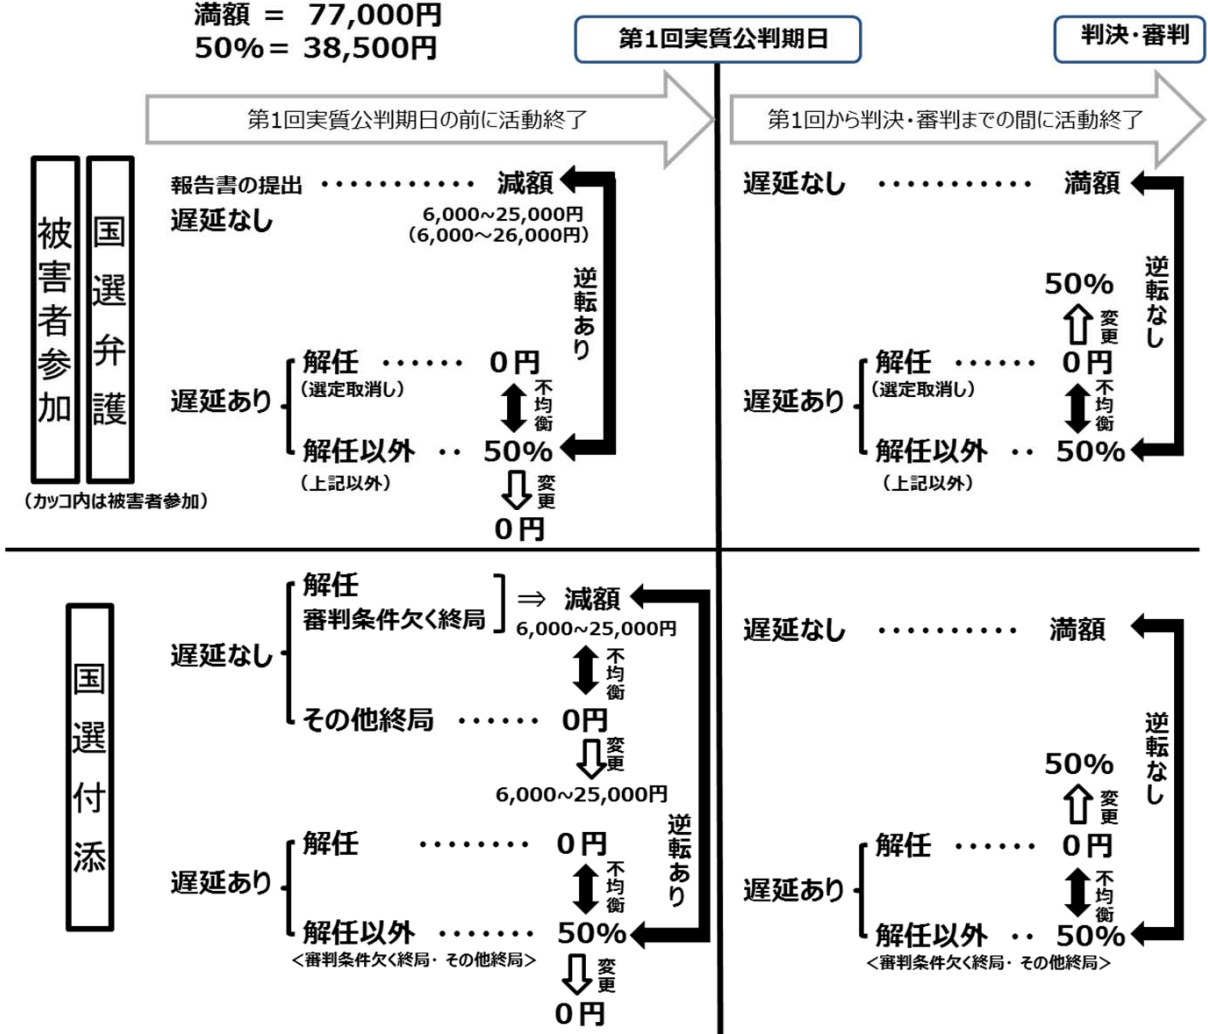 満額 = 77,000円
50%= 38,500円
第1回実質公判期日
判決・審判
第1回実質公判期日の前に活動終了
第1回から判決・審判までの間に活動終了
被害者参加
国選弁護
(カッコ内は被害者参加)
報告書の提出 ・・・・・・・・・・・ 減額
遅延なし
6,000~25,000円
(6,000~26,000円)
逆転あり
遅延あり
解任 ・・・・・・ 0円
(選定取消し)
不均衡
解任以外 ・・ 50%
(上記以外)
変更
0円
遅延なし ・・・・・・・・・・・ 満額
逆転なし
50%
変更
遅延あり
解任 ・・・・・・ 0円
(選定取消し)
不均衡
解任以外 ・・ 50%
(上記以外)
国選付添
遅延なし
解任
審判条件欠く終局
⇒ 減額
6,000~25,000円
不均衡
その他終局 ・・・・・・ 0円
変更
6,000~25,000円
逆転あり
遅延あり
解任 ・・・・・・・・ 0円
不均衡
解任以外 ・・・・・・・ 50%
<審判条件欠く終局・その他終局>
変更
0円
遅延なし ・・・・・・・・・・ 満額
逆転なし
50%
変更
遅延あり
解任 ・・・・・・ 0円
不均衡
解任以外 ・・ 50%
<審判条件欠く終局・その他終局>